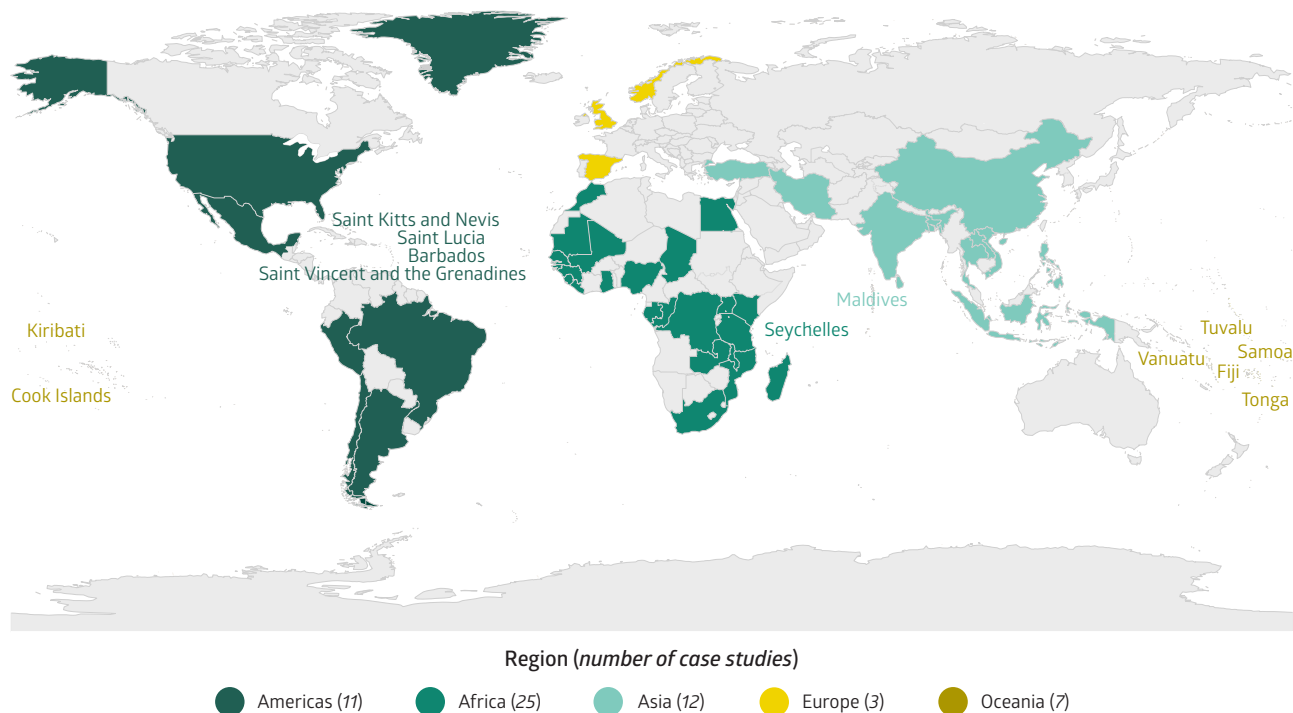 Saint Kitts and Nevis
Saint Lucia
Barbados
Saint Vincent and the Grenadines
Maldives
Seychelles
Kiribati
Cook Islands
Tuvalu
Samoa
Vanuatu
Fiji
Tonga
Region (number of case studies)
Americas (11)
Africa (25)
Asia (12)
Europe (3)
Oceania (7)